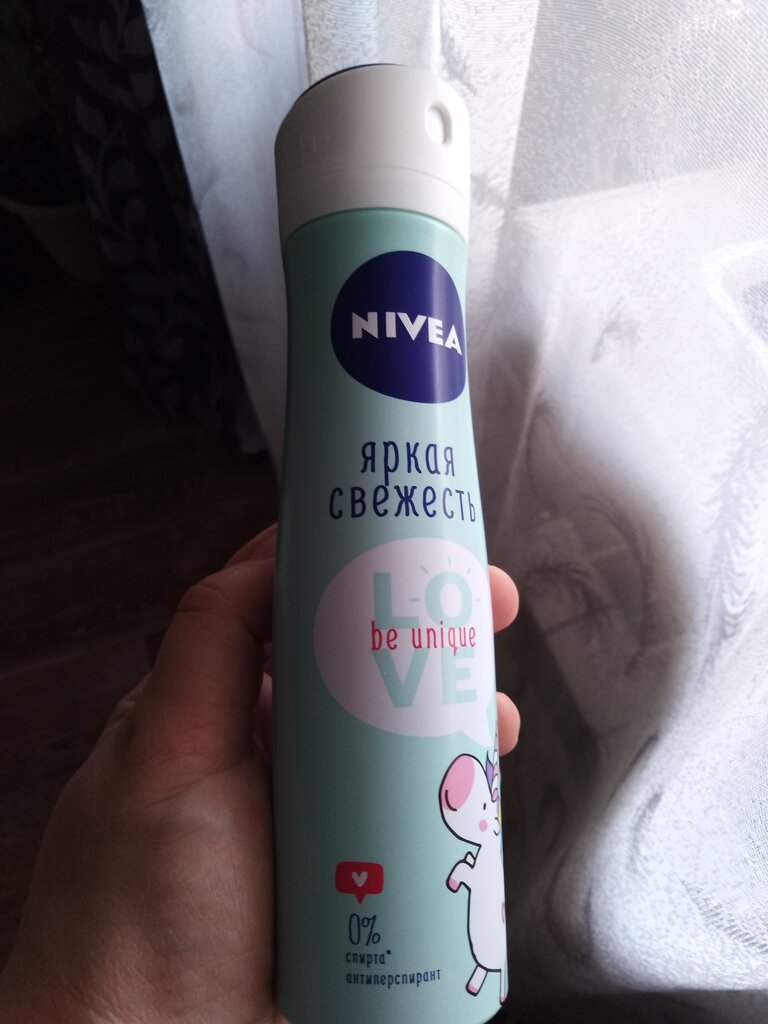 NIVEA
яркая
свежесть
LO
be unique
VE
0%
спирта*
антиперспирант